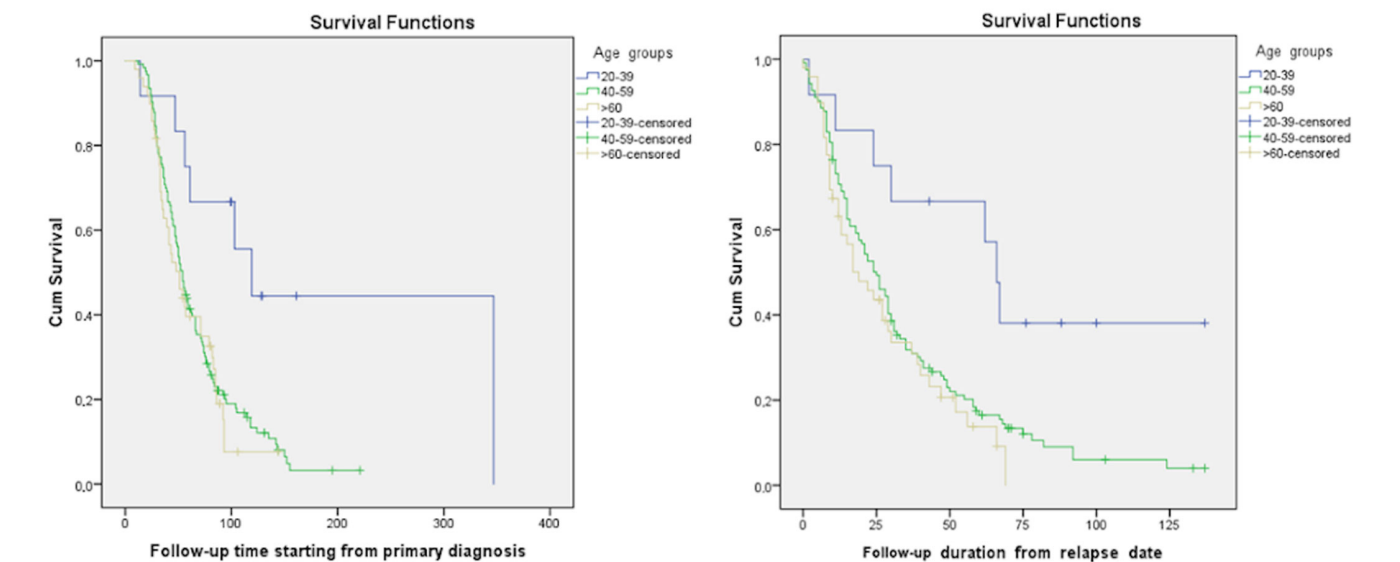 Survival Functions
Cum Survival
1,0
0,8
0,6
0,4
0,2
0,0
0 100 200 300 400
Follow-up time starting from primary diagnosis
Age groups
20-39
40-59
>60
20-39-censored
40-59-censored
>60-censored
Survival Functions
Cum Survival
1,0
0,8
0,6
0,4
0,2
0,0
0 25 50 75 100 125
Follow-up duration from relapse date
Age groups
20-39
40-59
>60
20-39-censored
40-59-censored
>60-censored